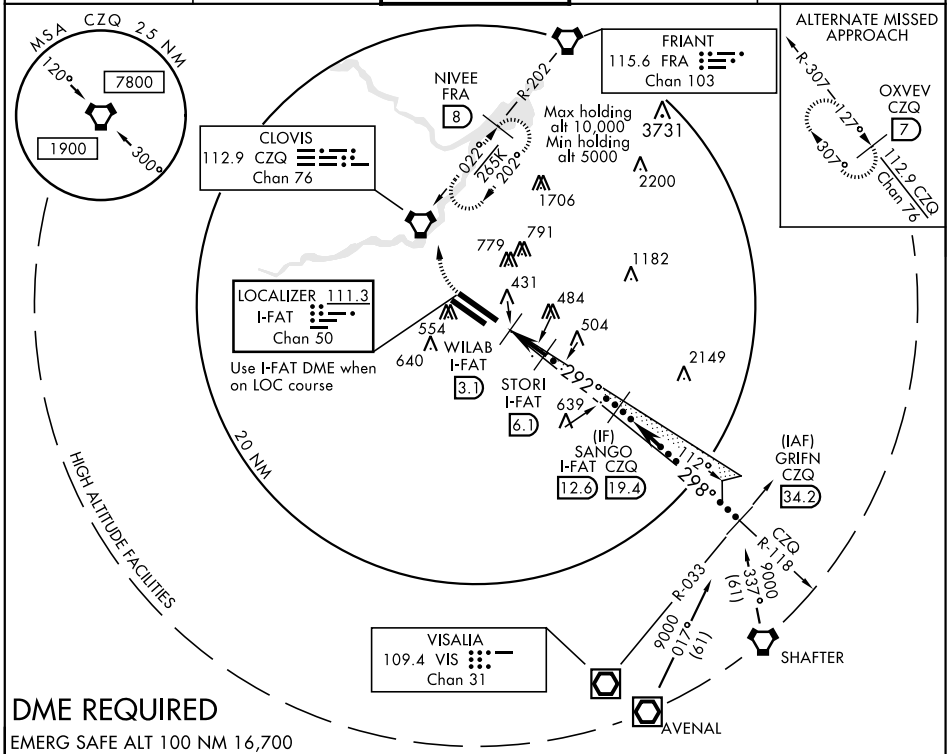 MSA CZQ 25 NM
120°
7800
1900
300°
FRIANT
115.6 FRA
Chan 103
ALTERNATE MISSED
APPROACH
R-307
127°
307°
OXVEV
CZQ
7
112.9 CZQ
Chan 76
NIVEE
FRA
8
R-202
022°
265K
202°
Max holding
alt 10,000
Min holding
alt 5000
3731
2200
1706
CLOVIS
112.9 CZQ
Chan 76
779
791
431
484
504
1182
2149
554
640
639
LOCALIZER 111.3
I-FAT
Chan 50
Use I-FAT DME when
on LOC course
WILAB
I-FAT
3.1
STORI
I-FAT
6.1
292°
(IF)
SANGO
I-FAT CZQ
12.6 19.4
112°
298°
(IAF)
GRIFN
CZQ
34.2
CZQ
R-118
R-033
9000
337°
(61)
9000
017°
(61)
20 NM
HIGH ALTITUDE FACILITIES
VISALIA
109.4 VIS
Chan 31
SHAFTER
AVENAL
DME REQUIRED
EMERG SAFE ALT 100 NM 16,700